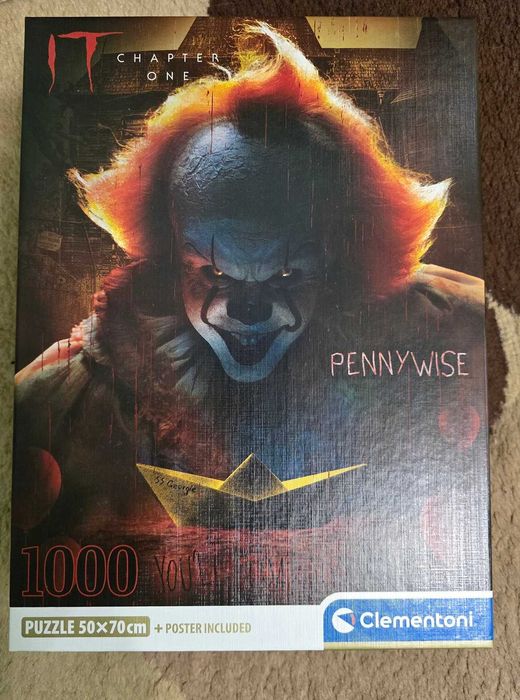 IT
CHAPTER
ONE
PENNYWISE
SS Georgie
1000
PUZZLE 50×70cm + POSTER INCLUDED
Clementoni